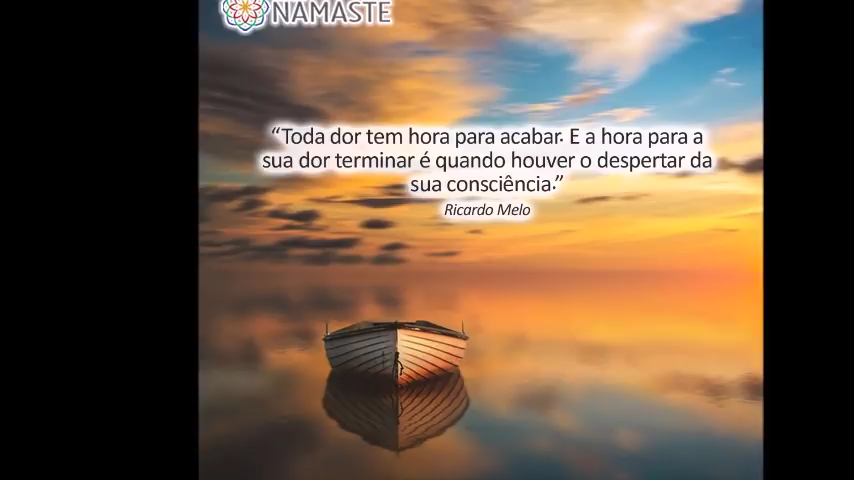 NAMASTE
“Toda dor tem hora para acabar. E a hora para a
sua dor terminar é quando houver o despertar da
sua consciência.”
Ricardo Melo